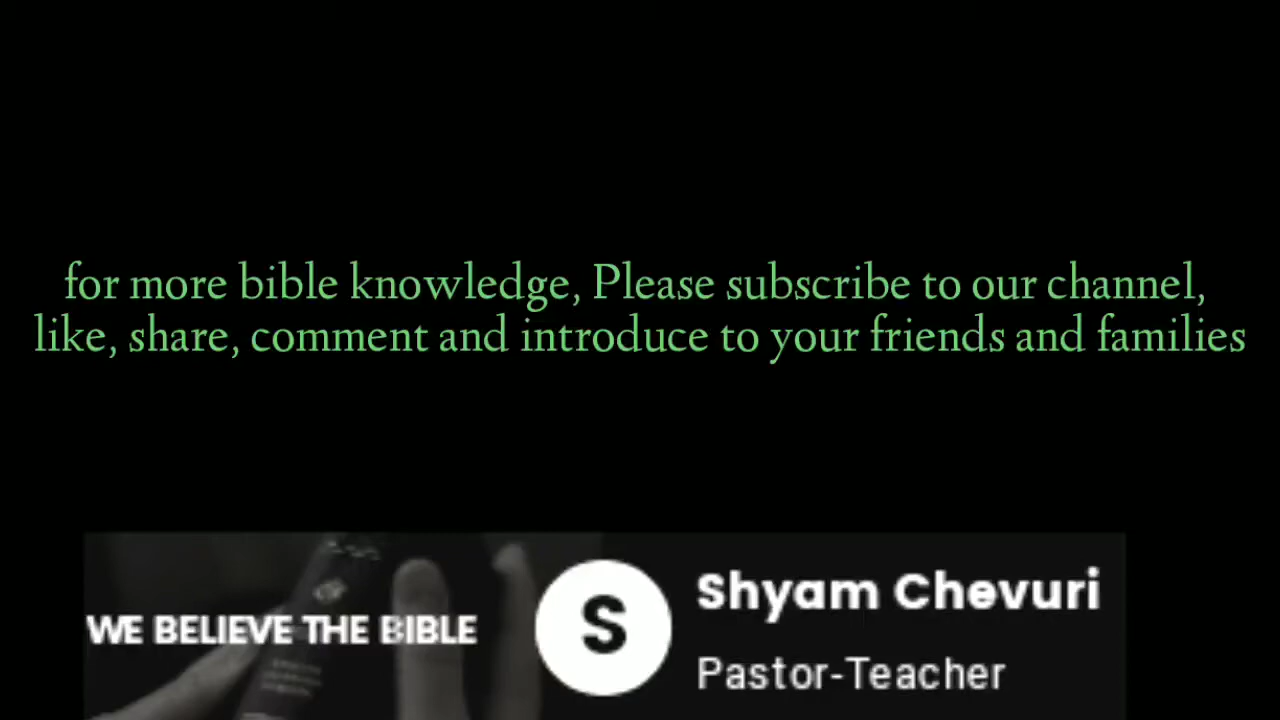 for more bible knowledge, Please subscribe to our channel,
like, share, comment and introduce to your friends and families
WE BELIEVE THE BIBLE
S
Shyam Chevuri
Pastor-Teacher